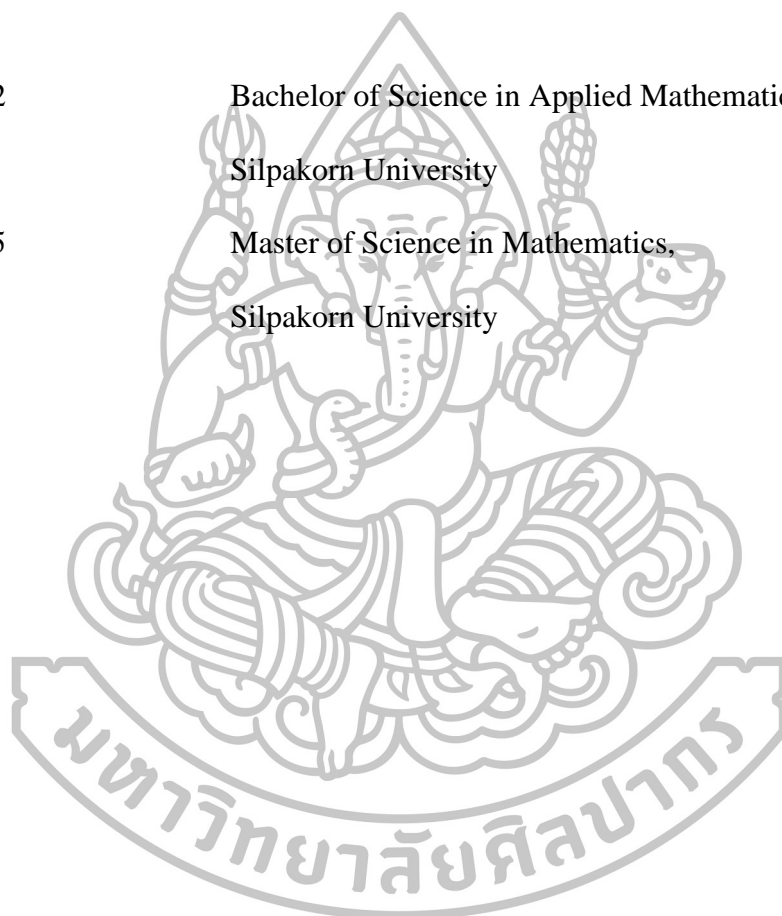 2 Bachelor of Science in Applied Mathematic
Silpakorn University
5 Master of Science in Mathematics,
Silpakorn University
มหาวิทยาลัยศิลปากร